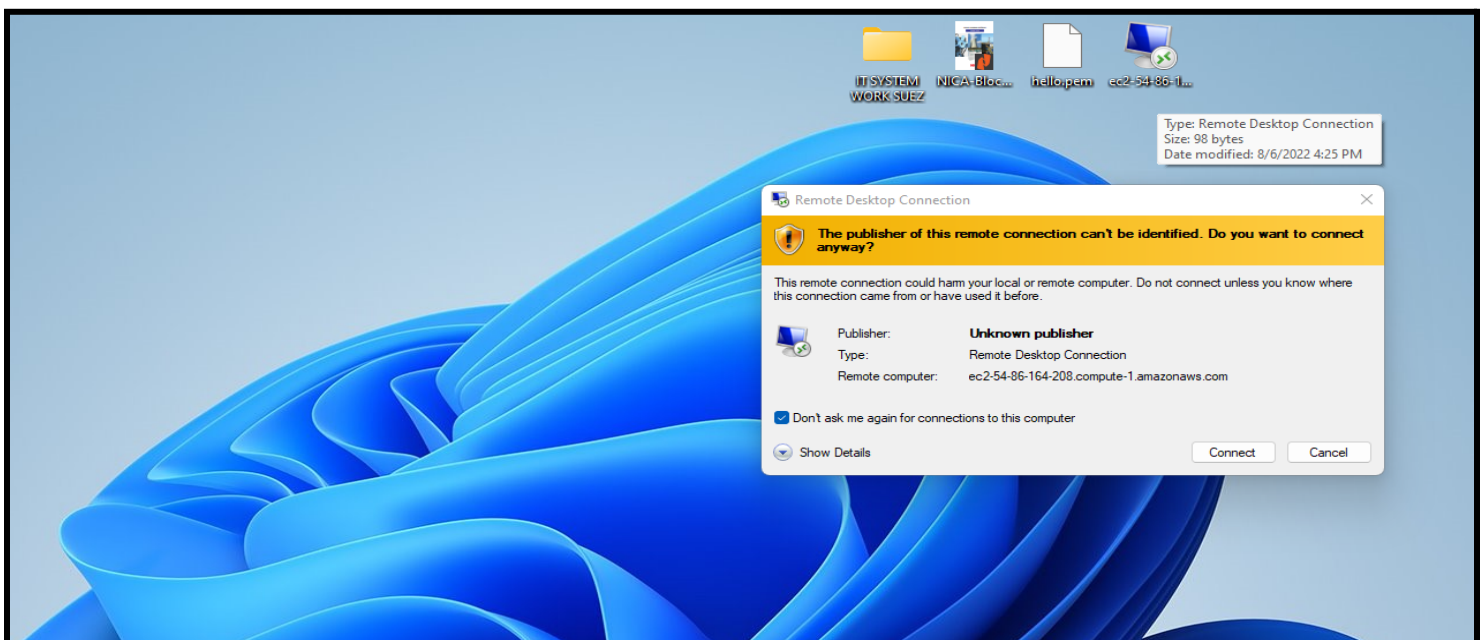 IT SYSTEM
WORK SUEZ
NICA-Bloc...
hello.pem
ec2-54-86-1...
Type: Remote Desktop Connection
Size: 98 bytes
Date modified: 8/6/2022 4:25 PM
Remote Desktop Connection
The publisher of this remote connection can't be identified. Do you want to connect
anyway?
This remote connection could harm your local or remote computer. Do not connect unless you know where
this connection came from or have used it before.
Publisher: Unknown publisher
Type: Remote Desktop Connection
Remote computer: ec2-54-86-164-208.compute-1.amazonaws.com
Don't ask me again for connections to this computer
Show Details
Connect
Cancel